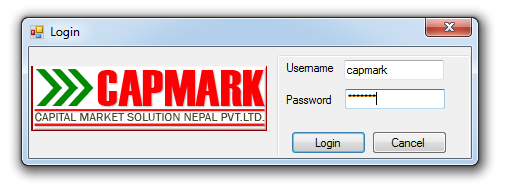 Login
CAPMARK
CAPITAL MARKET SOLUTION NEPAL PVT.LTD.
Username capmark
Password *******
Login Cancel